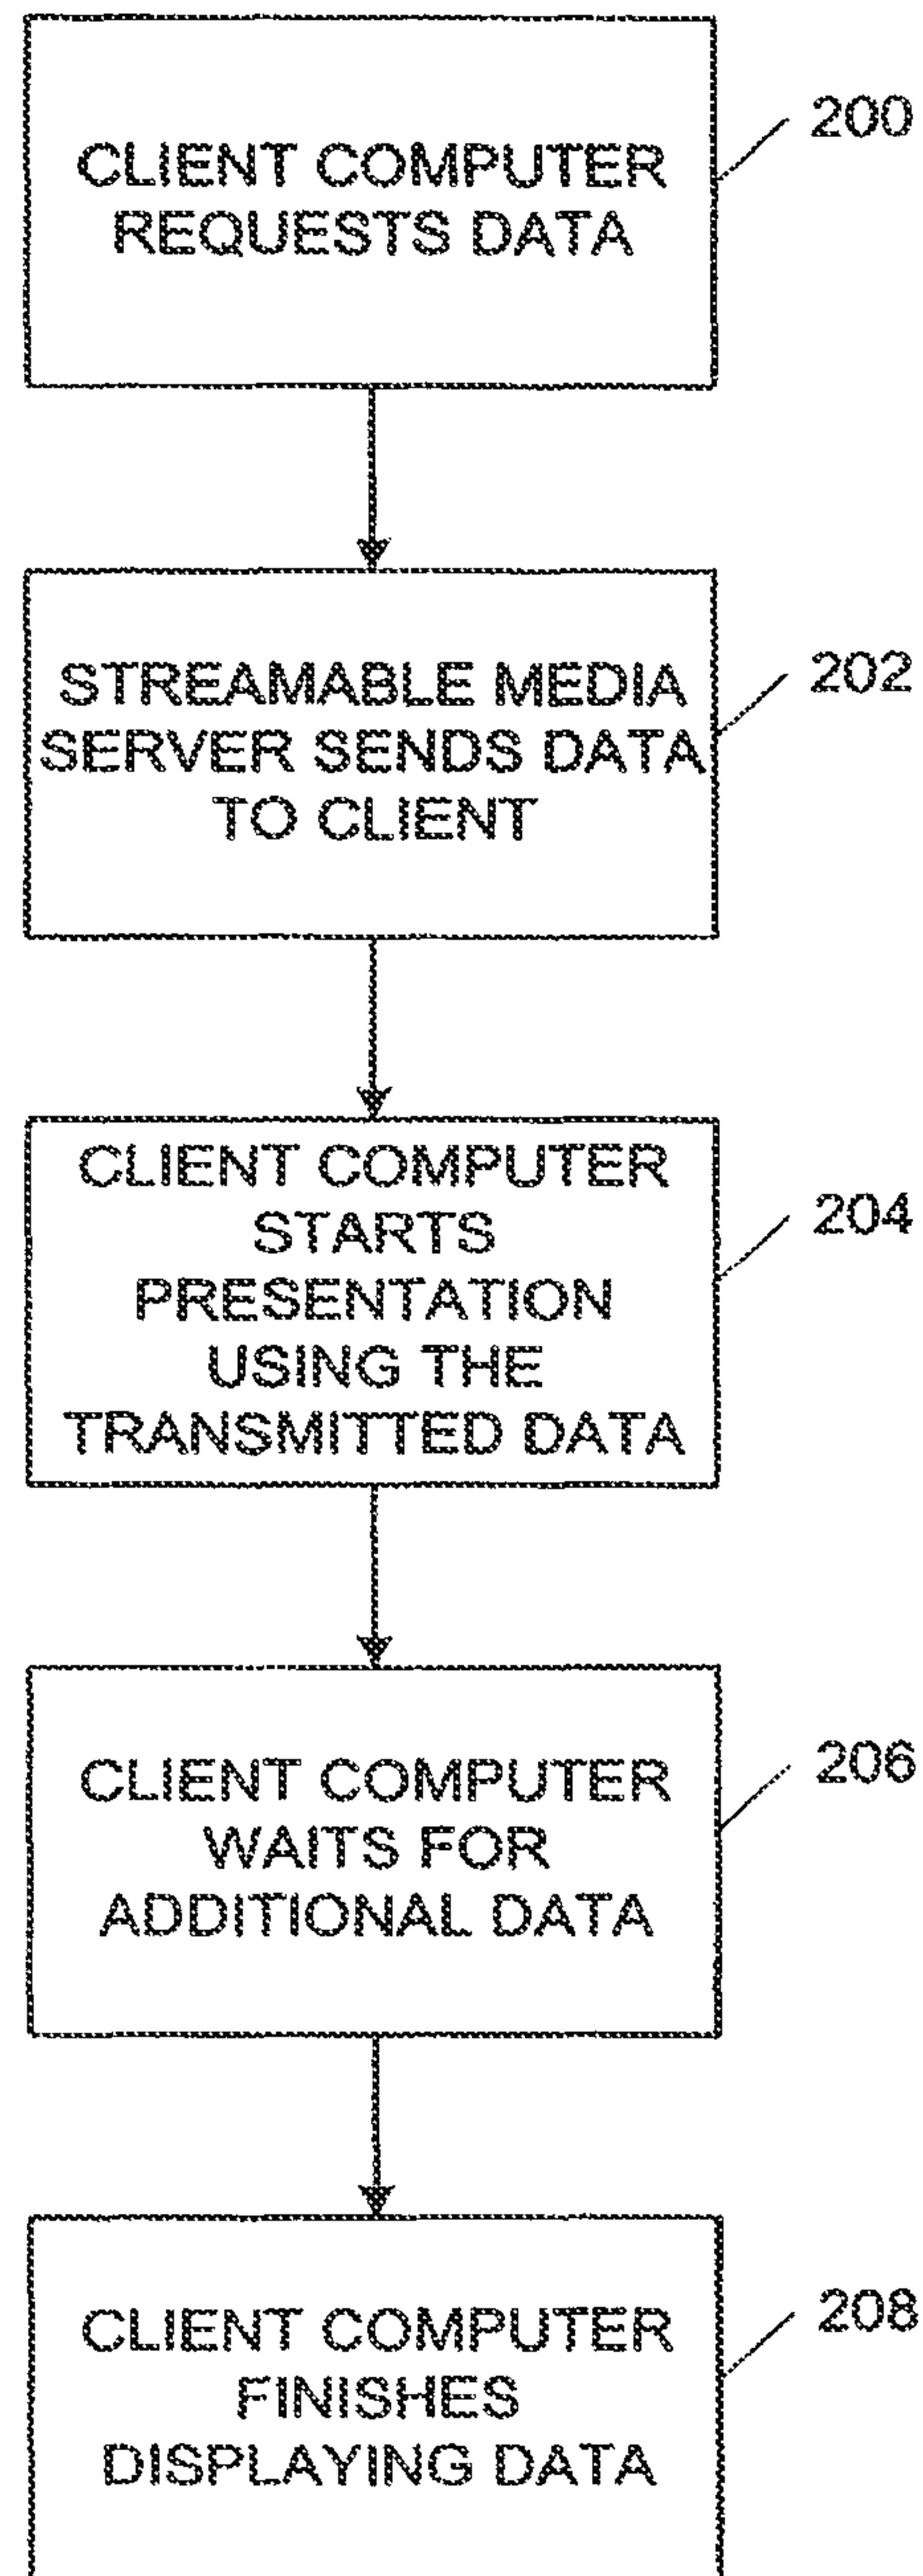 200
CLIENT COMPUTER
REQUESTS DATA
202
STREAMABLE MEDIA
SERVER SENDS DATA
TO CLIENT
204
CLIENT COMPUTER
STARTS
PRESENTATION
USING THE
TRANSMITTED DATA
206
CLIENT COMPUTER
WAITS FOR
ADDITIONAL DATA
208
CLIENT COMPUTER
FINISHES
DISPLAYING DATA